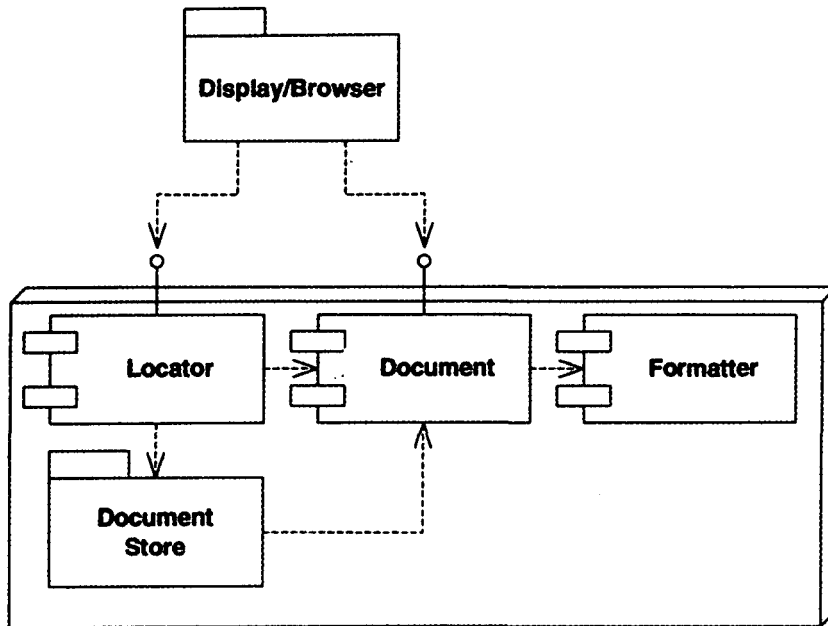 Display/Browser
Locator
Document
Formatter
Document
Store